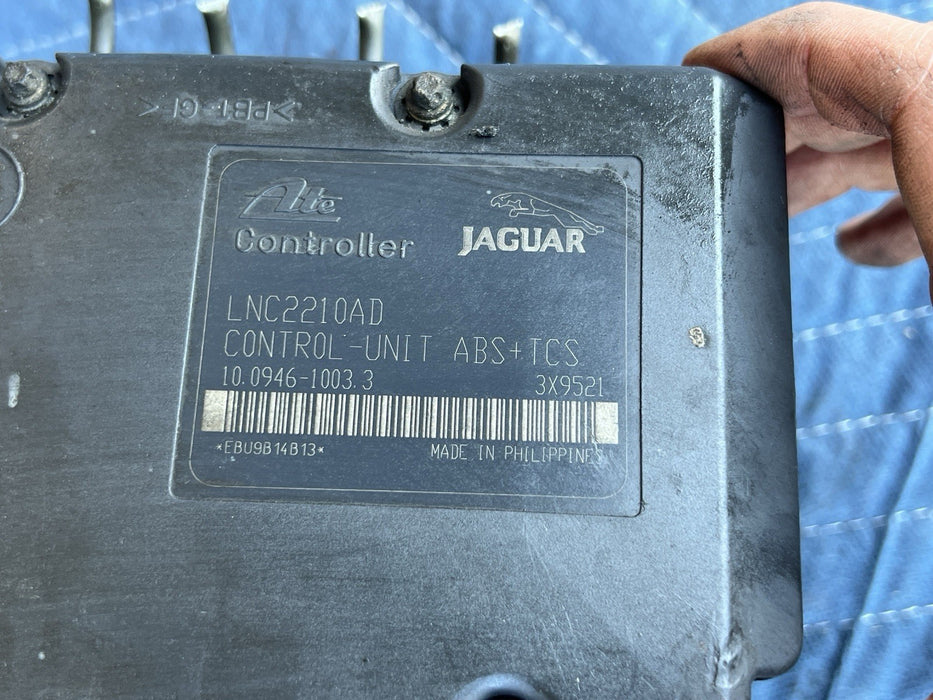 >PBT-GF<
Ate
Controller
JAGUAR
LNC2210AD
CONTROL-UNIT ABS+TCS
10.0946-1003.3 3X9521
*EBU9B14B13* MADE IN PHILIPPINES